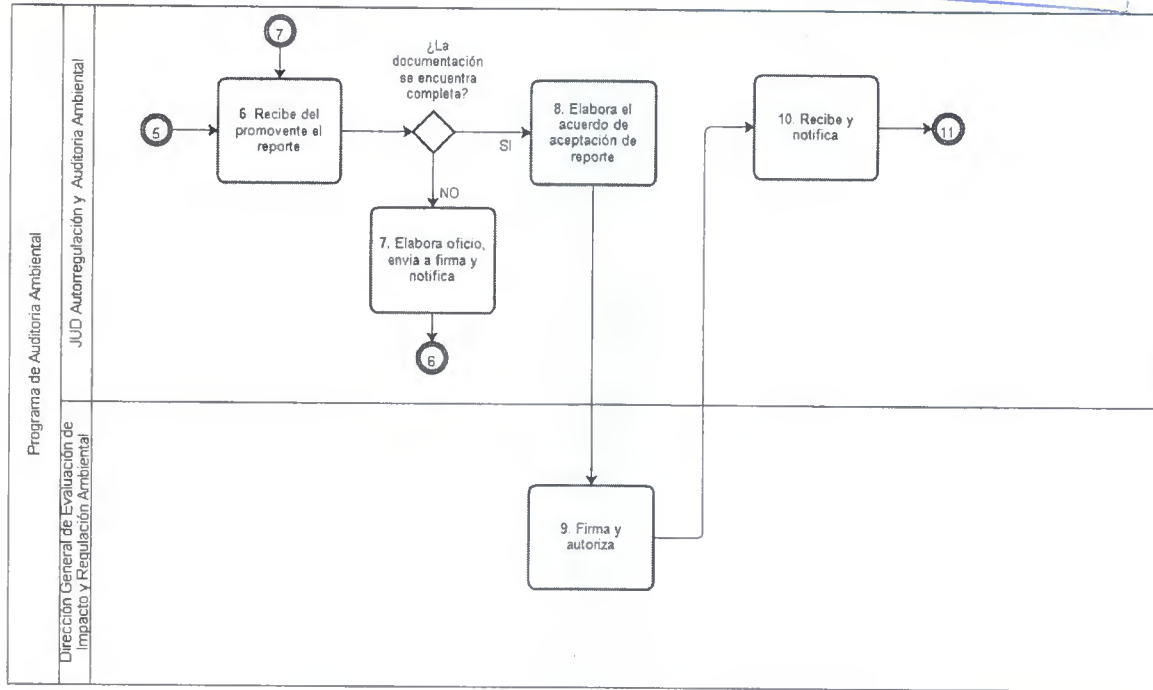 Programa de Auditoria Ambiental
JUD Autorregulación y Auditoria Ambiental
7
5
6 Recibe del
promovente el
reporte
¿La
documentación
se encuentra
completa?
SI
NO
7. Elabora oficio,
envia a firma y
notifica
6
8. Elabora el
acuerdo de
aceptación de
reporte
10. Recibe y
notifica
11
Dirección General de Evaluación de
Impacto y Regulación Ambiental
9. Firma y
autoriza